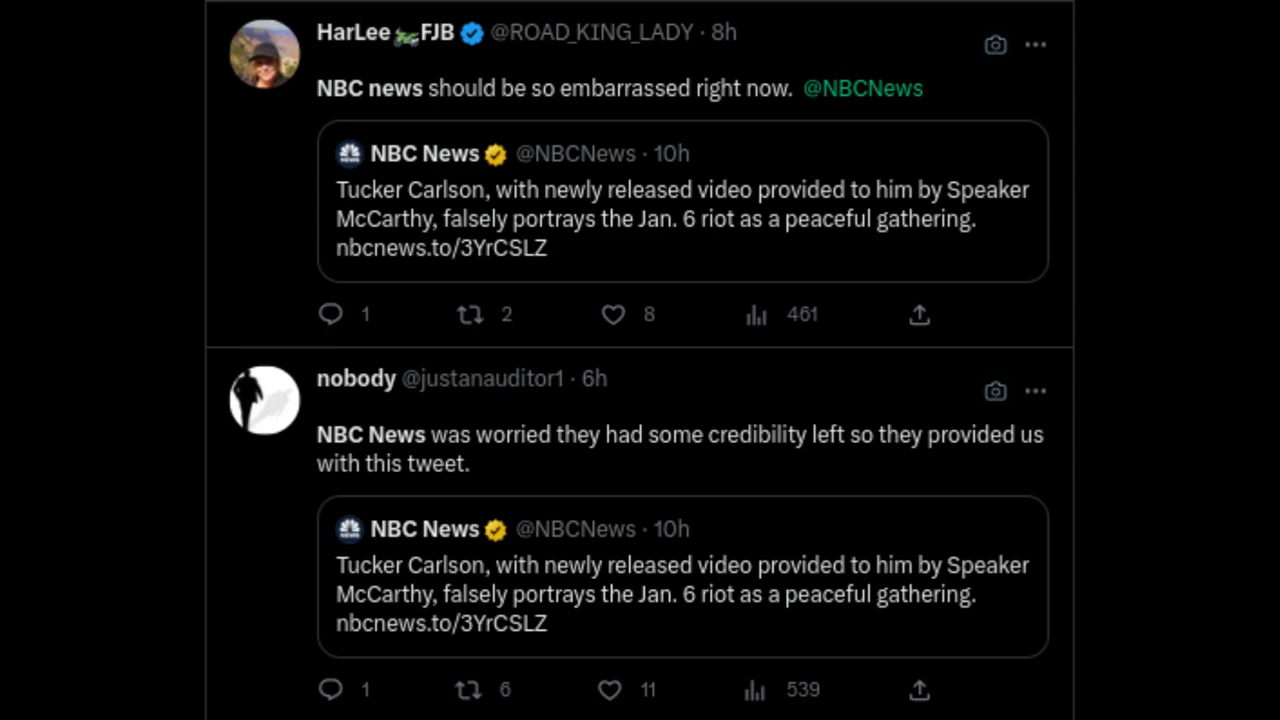 HarLee FJB @ROAD_KING_LADY · 8h
NBC news should be so embarrassed right now. @NBCNews
NBC News @NBCNews · 10h
Tucker Carlson, with newly released video provided to him by Speaker
McCarthy, falsely portrays the Jan. 6 riot as a peaceful gathering.
nbcnews.to/3YrCSLZ
1 2 8 461
nobody @justanauditor1 · 6h
NBC News was worried they had some credibility left so they provided us
with this tweet.
NBC News @NBCNews · 10h
Tucker Carlson, with newly released video provided to him by Speaker
McCarthy, falsely portrays the Jan. 6 riot as a peaceful gathering.
nbcnews.to/3YrCSLZ
1 6 11 539